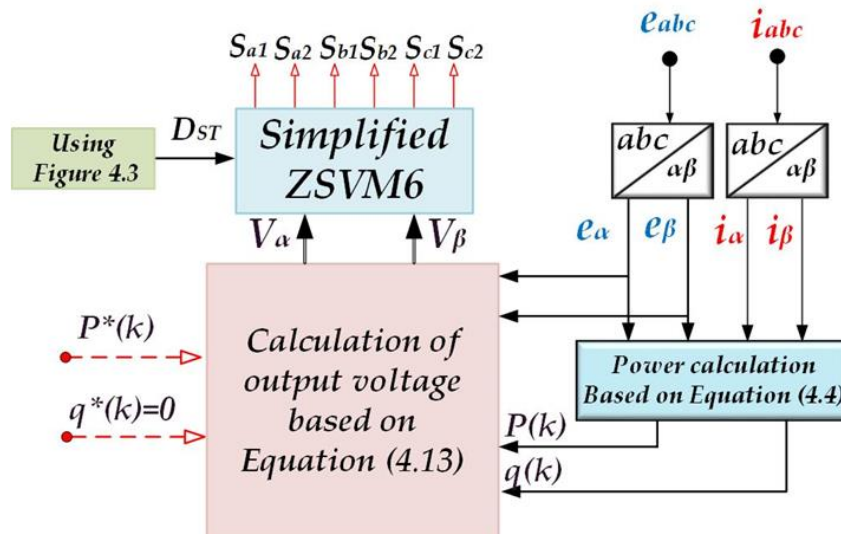 Sa1 Sa2 Sb1 Sb2 Sc1 Sc2
eabc
iabc
Using
Figure 4.3
DST
Simplified
ZSVM6
abc
αβ
abc
αβ
Vα
Vβ
eα
eβ
iα
iβ
P*(k)
q*(k)=0
Calculation of
output voltage
based on
Equation (4.13)
Power calculation
Based on Equation (4.4)
P(k)
q(k)